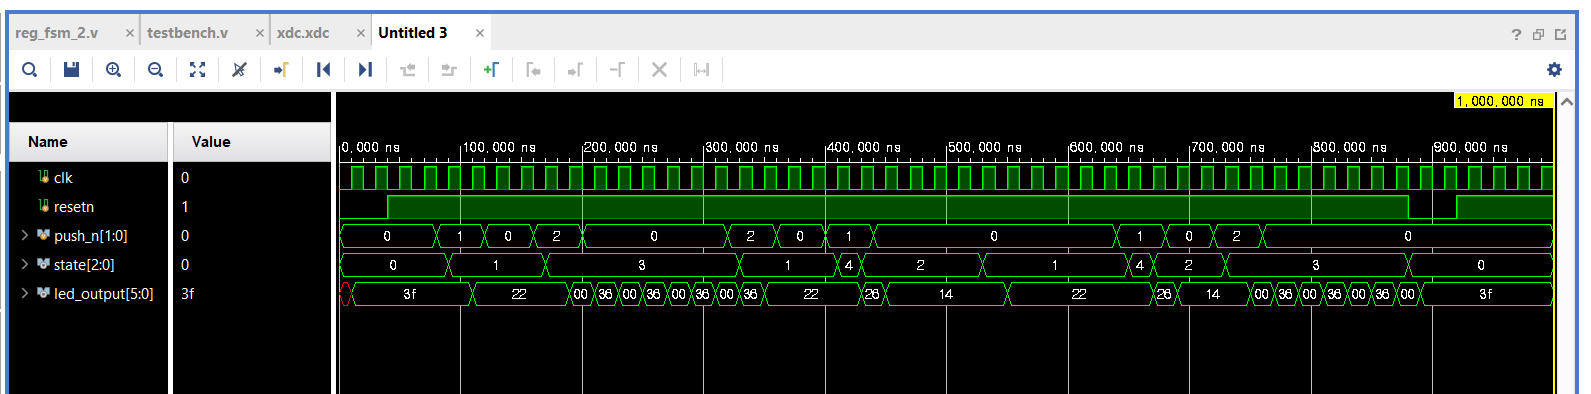 reg_fsm_2.v × testbench.v × xdc.xdc × Untitled 3 × ?
1,000,000 ns
Name Value
0,000 ns 100,000 ns 200,000 ns 300,000 ns 400,000 ns 500,000 ns 600,000 ns 700,000 ns 800,000 ns 900,000 ns
clk 0
resetn 1
push_n[1:0] 0 0 1 0 2 0 2 0 1 0 1 0 2 0
state[2:0] 0 0 1 3 1 4 2 1 4 2 3 0
led_output[5:0] 3f 3f 22 00 36 00 36 00 36 00 36 22 26 14 22 26 14 00 36 00 36 00 36 00 3f